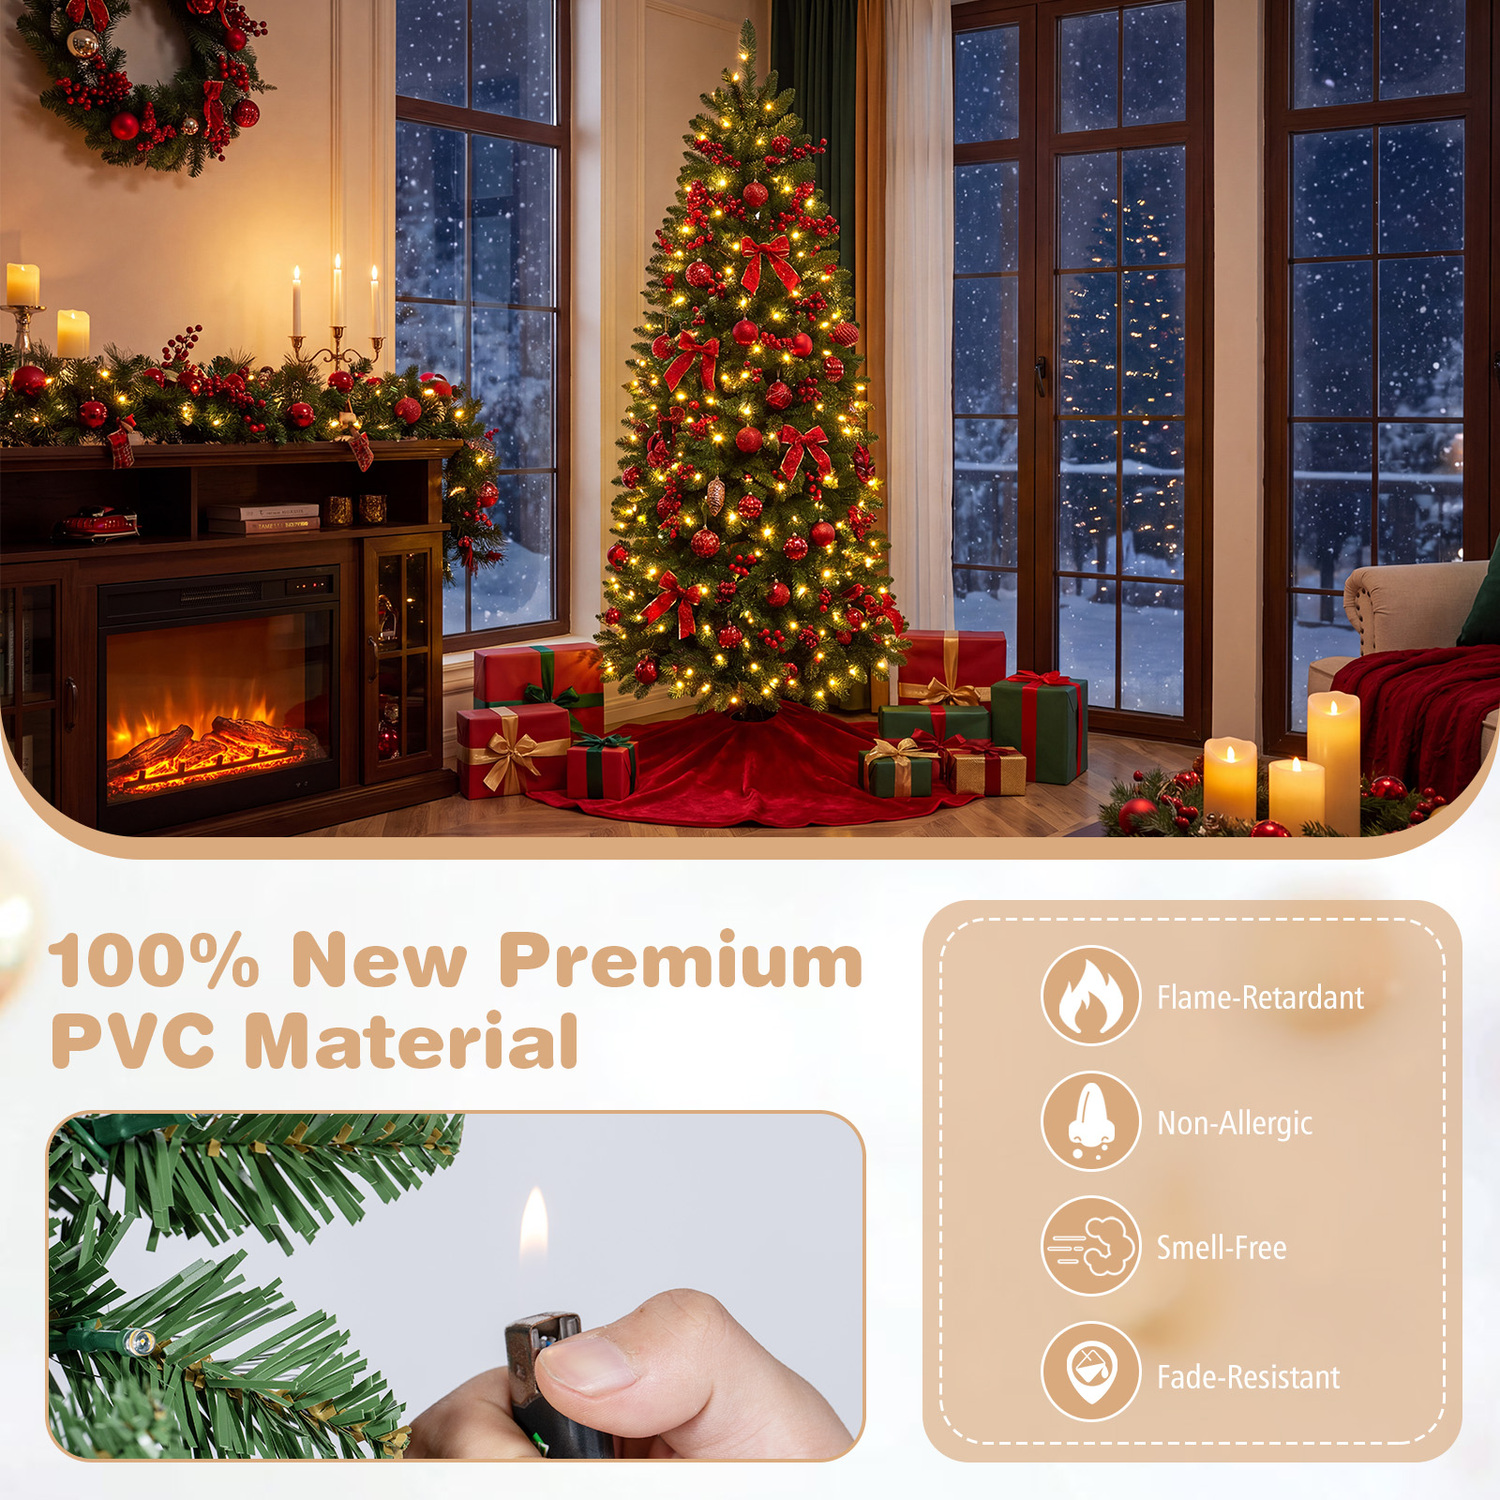 100% New Premium
PVC Material
Flame-Retardant
Non-Allergic
Smell-Free
Fade-Resistant